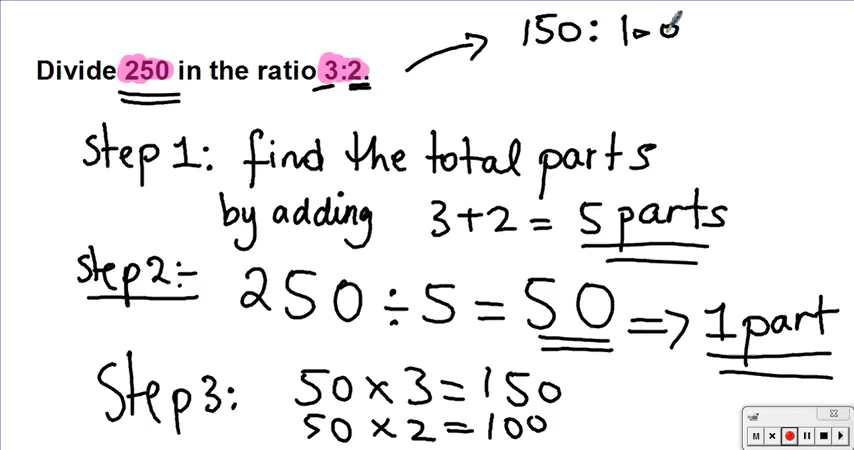 150: 100
Divide 250 in the ratio 3:2.
Step 1: find the total parts
by adding 3+2 = 5 parts
Step2:- 250 ÷ 5 = 50 => 1 part
Step3: 50 × 3 = 150
50 × 2 = 100
M